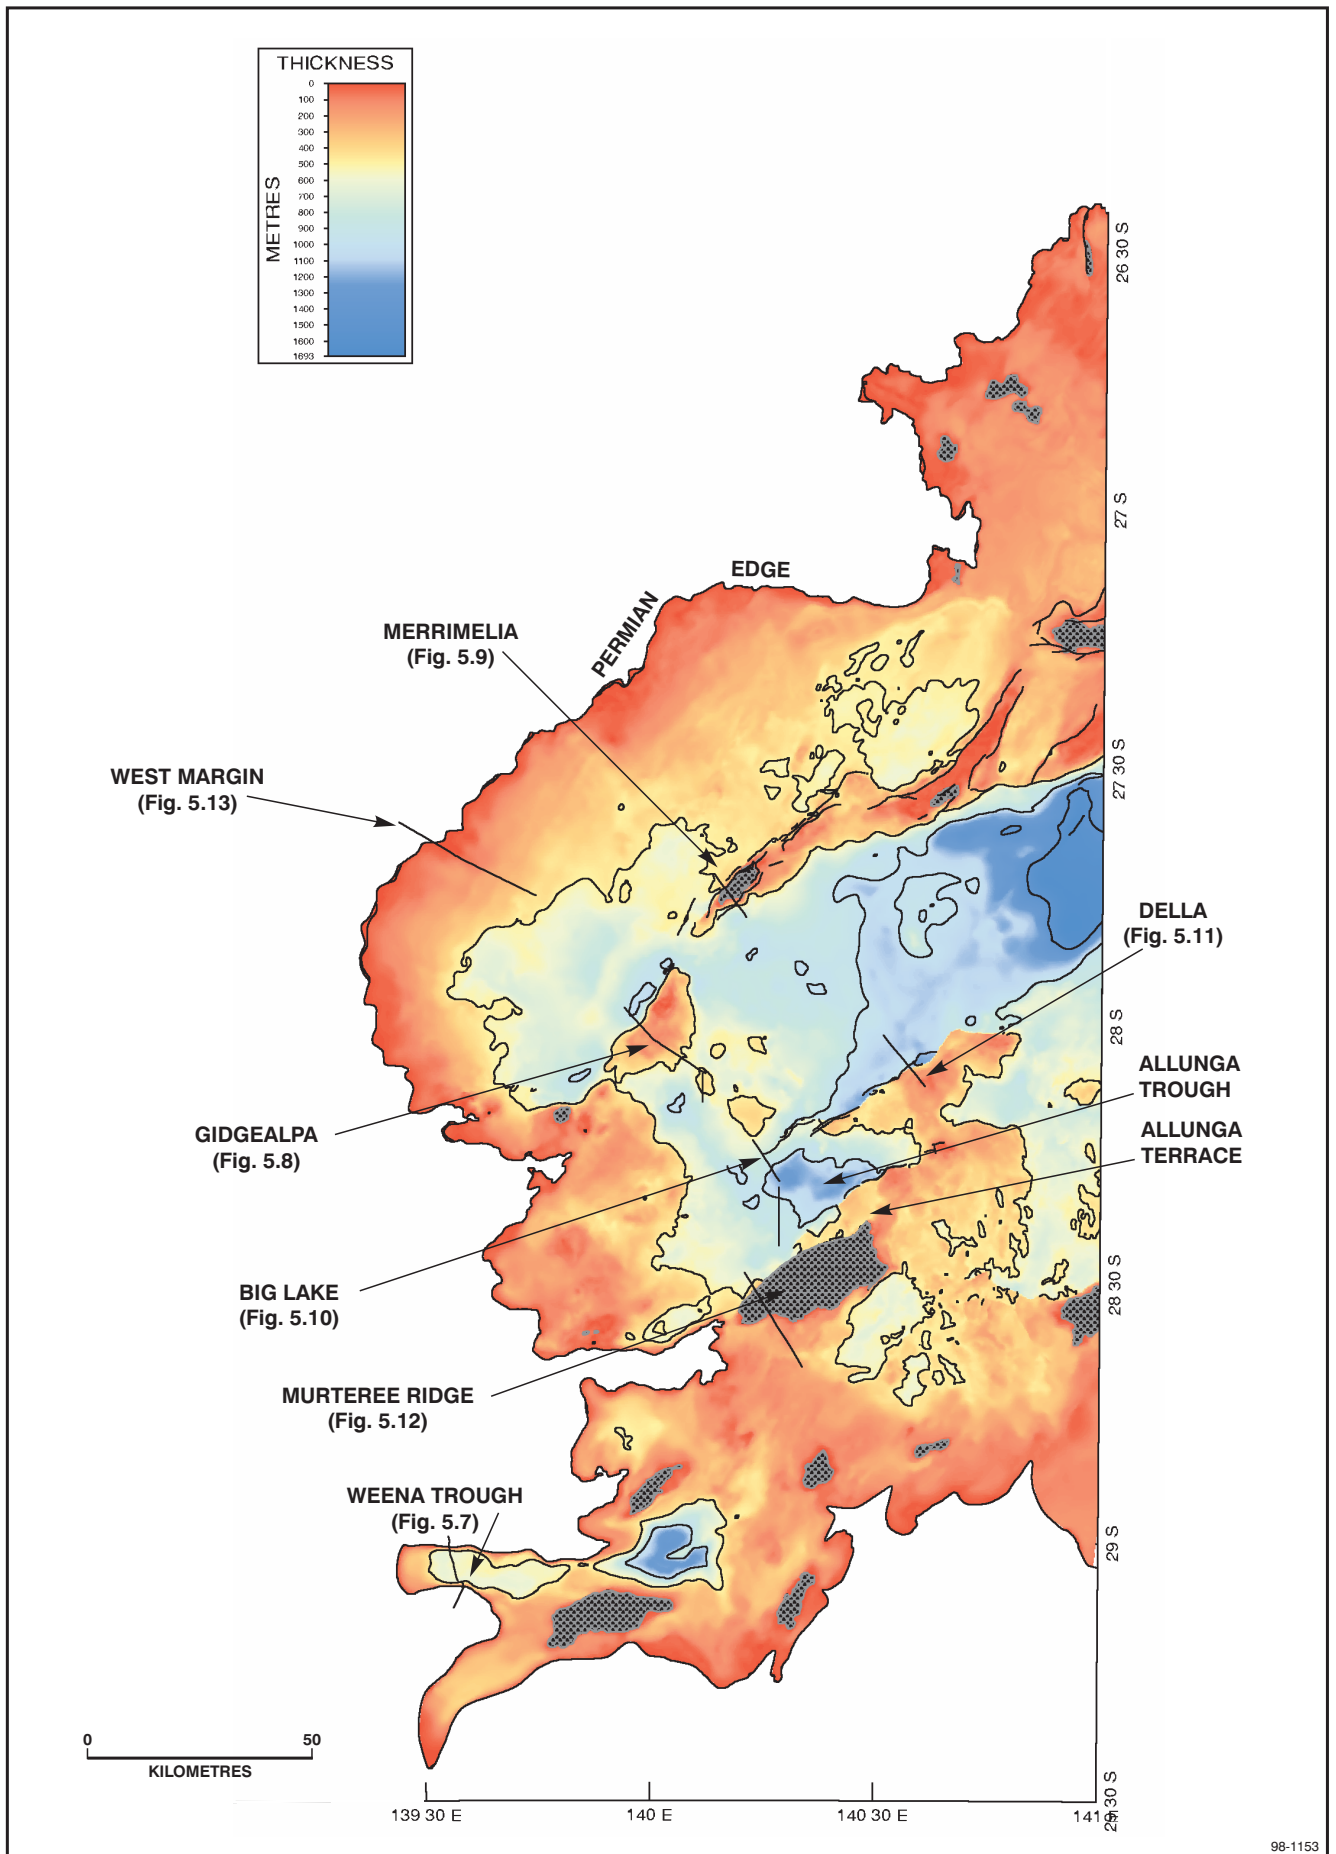 THICKNESS
METRES
0
100
200
300
400
500
600
700
800
900
1000
1100
1200
1300
1400
1500
1600
1693
26 30 S
27 S
EDGE
PERMIAN
MERRIMELIA
(Fig. 5.9)
27 30 S
WEST MARGIN
(Fig. 5.13)
DELLA
(Fig. 5.11)
28 S
ALLUNGA
TROUGH
GIDGEALPA
(Fig. 5.8)
ALLUNGA
TERRACE
BIG LAKE
(Fig. 5.10)
28 30 S
MURTEREE RIDGE
(Fig. 5.12)
WEENA TROUGH
(Fig. 5.7)
29 S
0 50
KILOMETRES
139 30 E 140 E 140 30 E 141
30 S
98-1153